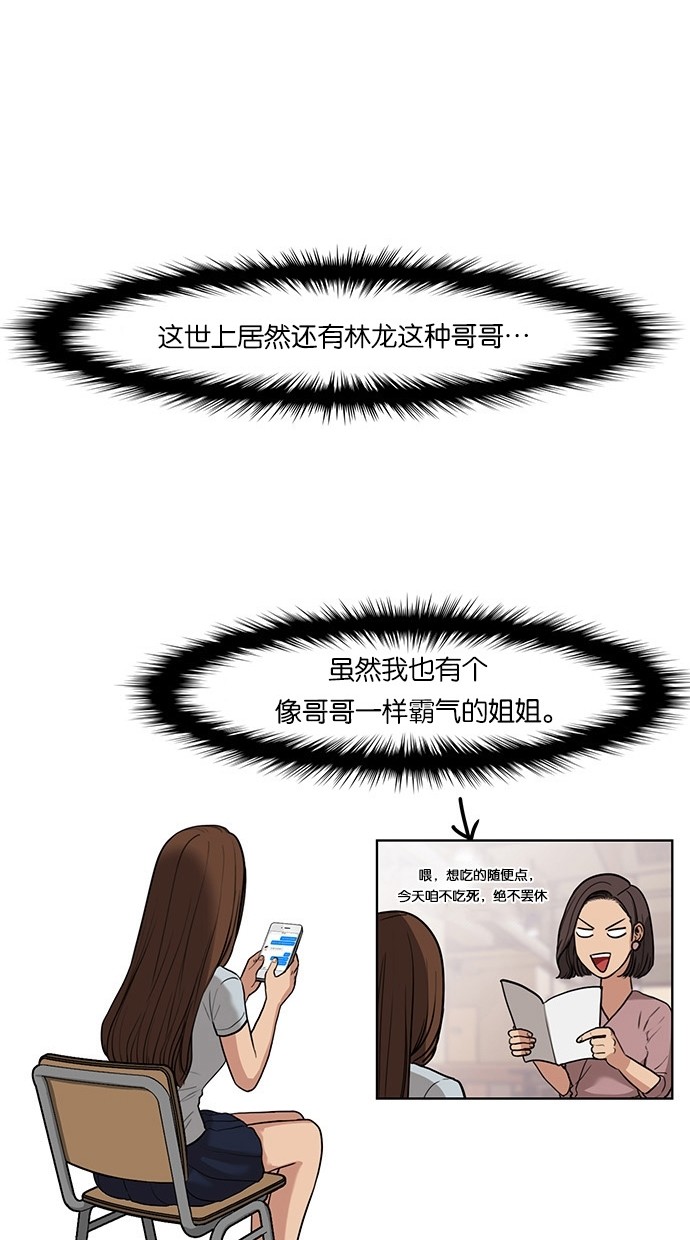 这世上居然还有林龙这种哥哥…
虽然我也有个
像哥哥一样霸气的姐姐。
喂，想吃的随便点，
今天咱不吃死，绝不罢休